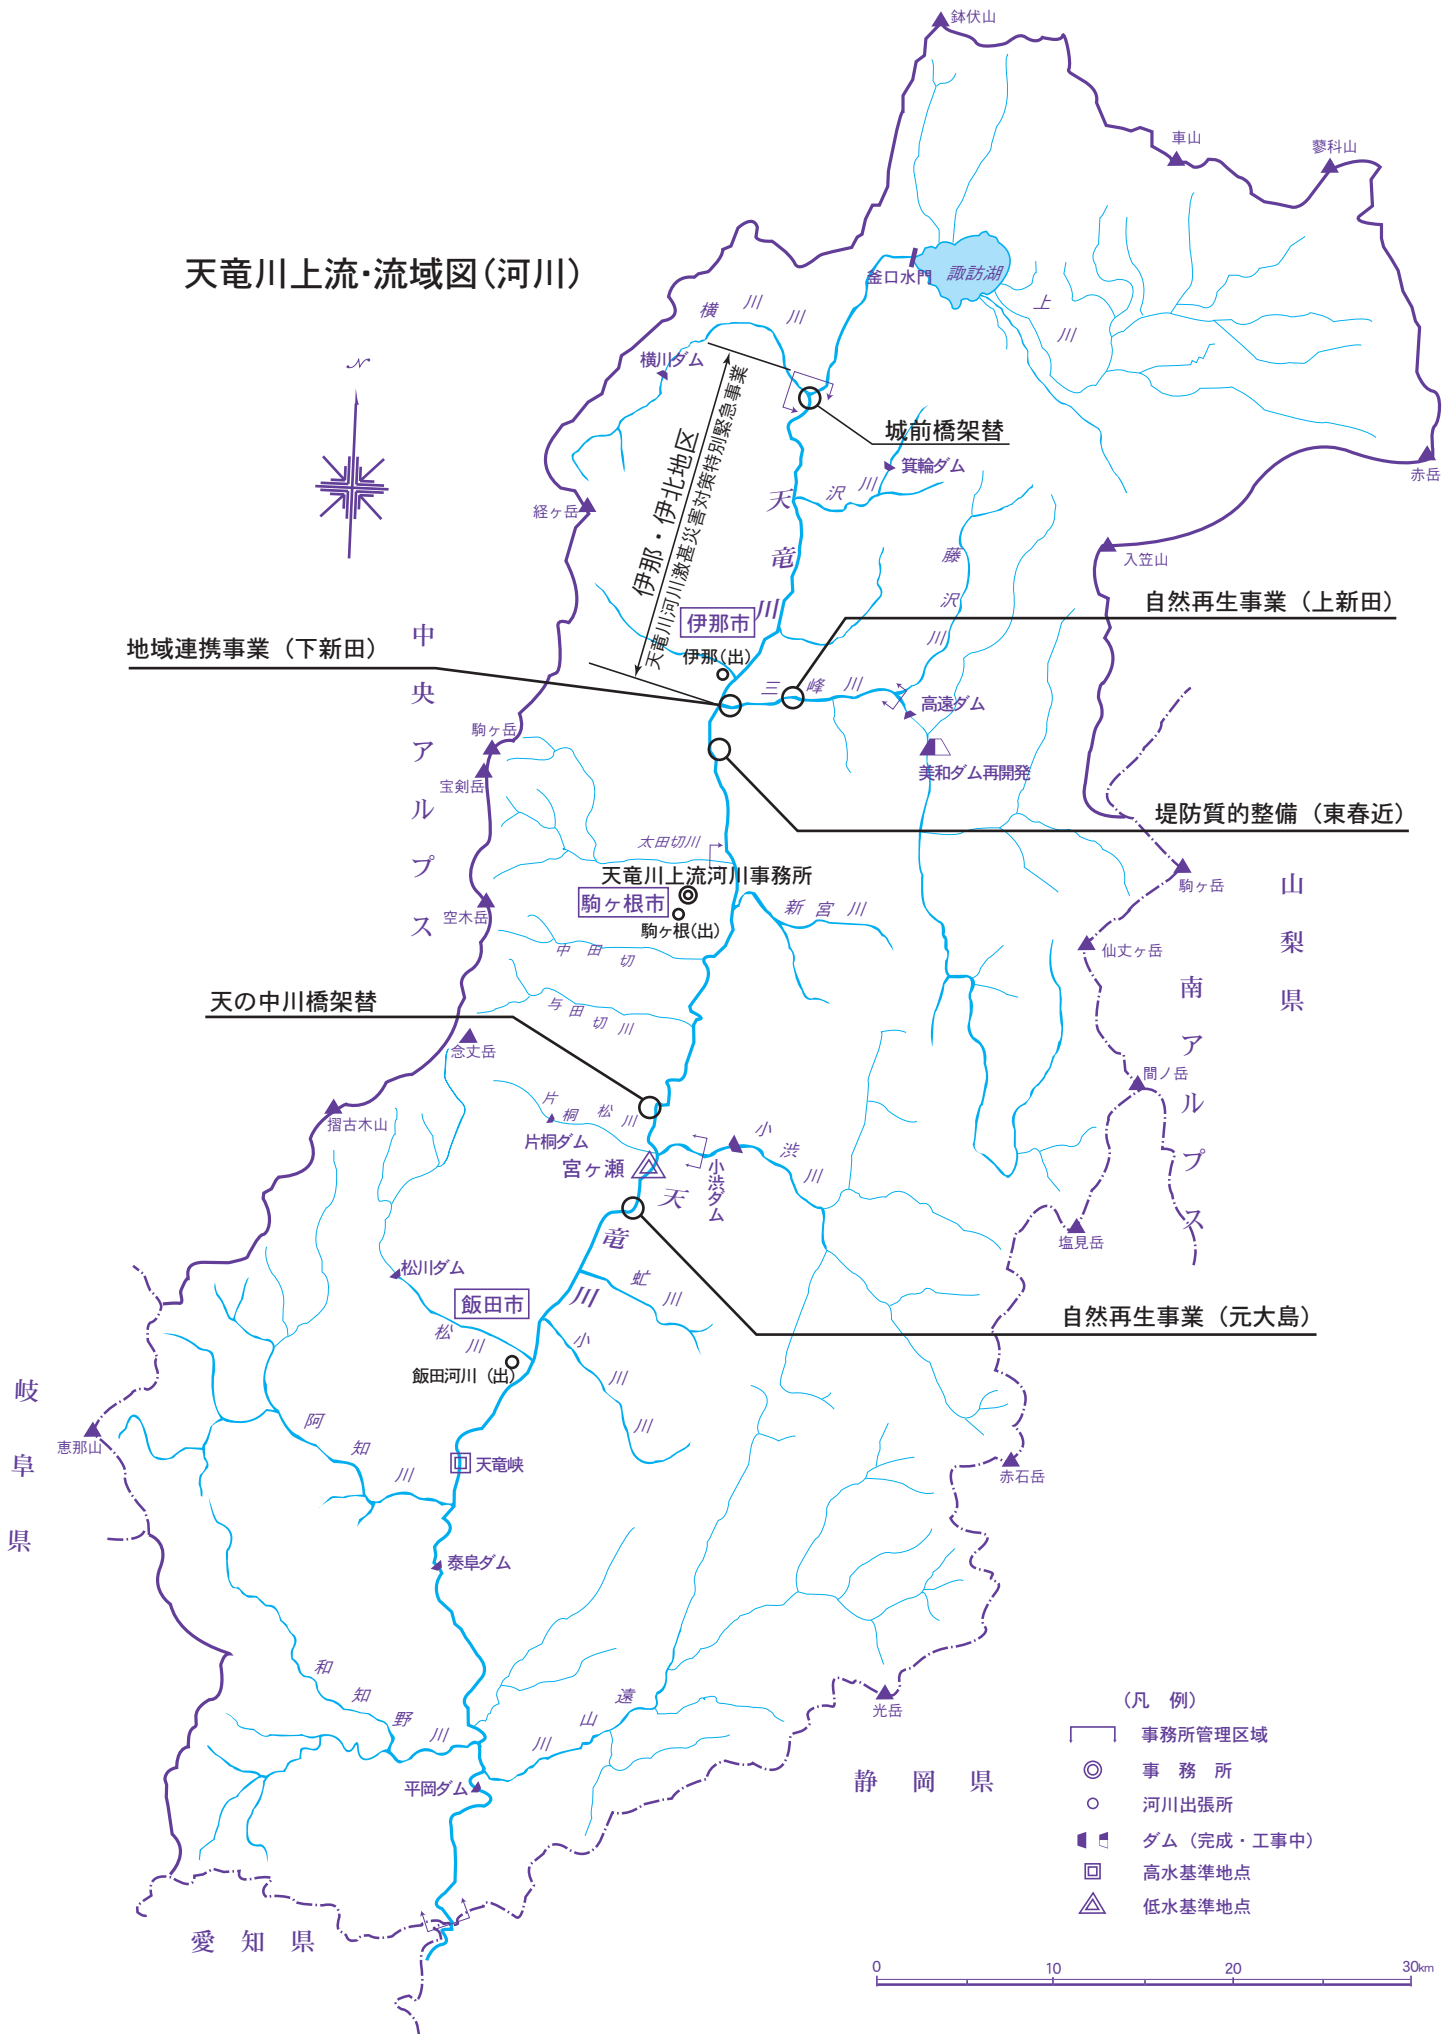 鉢伏山
車山
蓼科山
天竜川上流・流域図（河川）
釜口水門
諏訪湖
上川
横川川
横川ダム
N
城前橋架替
箕輪ダム
沢川
赤岳
経ヶ岳
伊那・伊北地区
天竜川河川激甚災害対策特別緊急事業
天竜川
藤沢川
入笠山
自然再生事業（上新田）
伊那市
伊那（出）
地域連携事業（下新田）
中央アルプス
三峰川
高遠ダム
美和ダム再開発
駒ヶ岳
宝剣岳
堤防質的整備（東春近）
太田切川
天竜川上流河川事務所
駒ヶ根市
駒ヶ根（出）
新宮川
駒ヶ岳
山梨県
空木岳
中田切
仙丈ヶ岳
南アルプス
天の中川橋架替
与田切川
念丈岳
間ノ岳
摺古木山
片桐松川
片桐ダム
宮ヶ瀬
小渋川
小渋ダム
天竜川
塩見岳
松川ダム
虻川
飯田市
自然再生事業（元大島）
松川
小川川
飯田河川（出）
岐阜県
恵那山
阿知川
天竜峡
赤石岳
泰阜ダム
和知野川
遠山川
光岳
平岡ダム
静岡県
愛知県
（凡　例）
事務所管理区域
事　務　所
河川出張所
ダム（完成・工事中）
高水基準地点
低水基準地点
0 10 20 30km